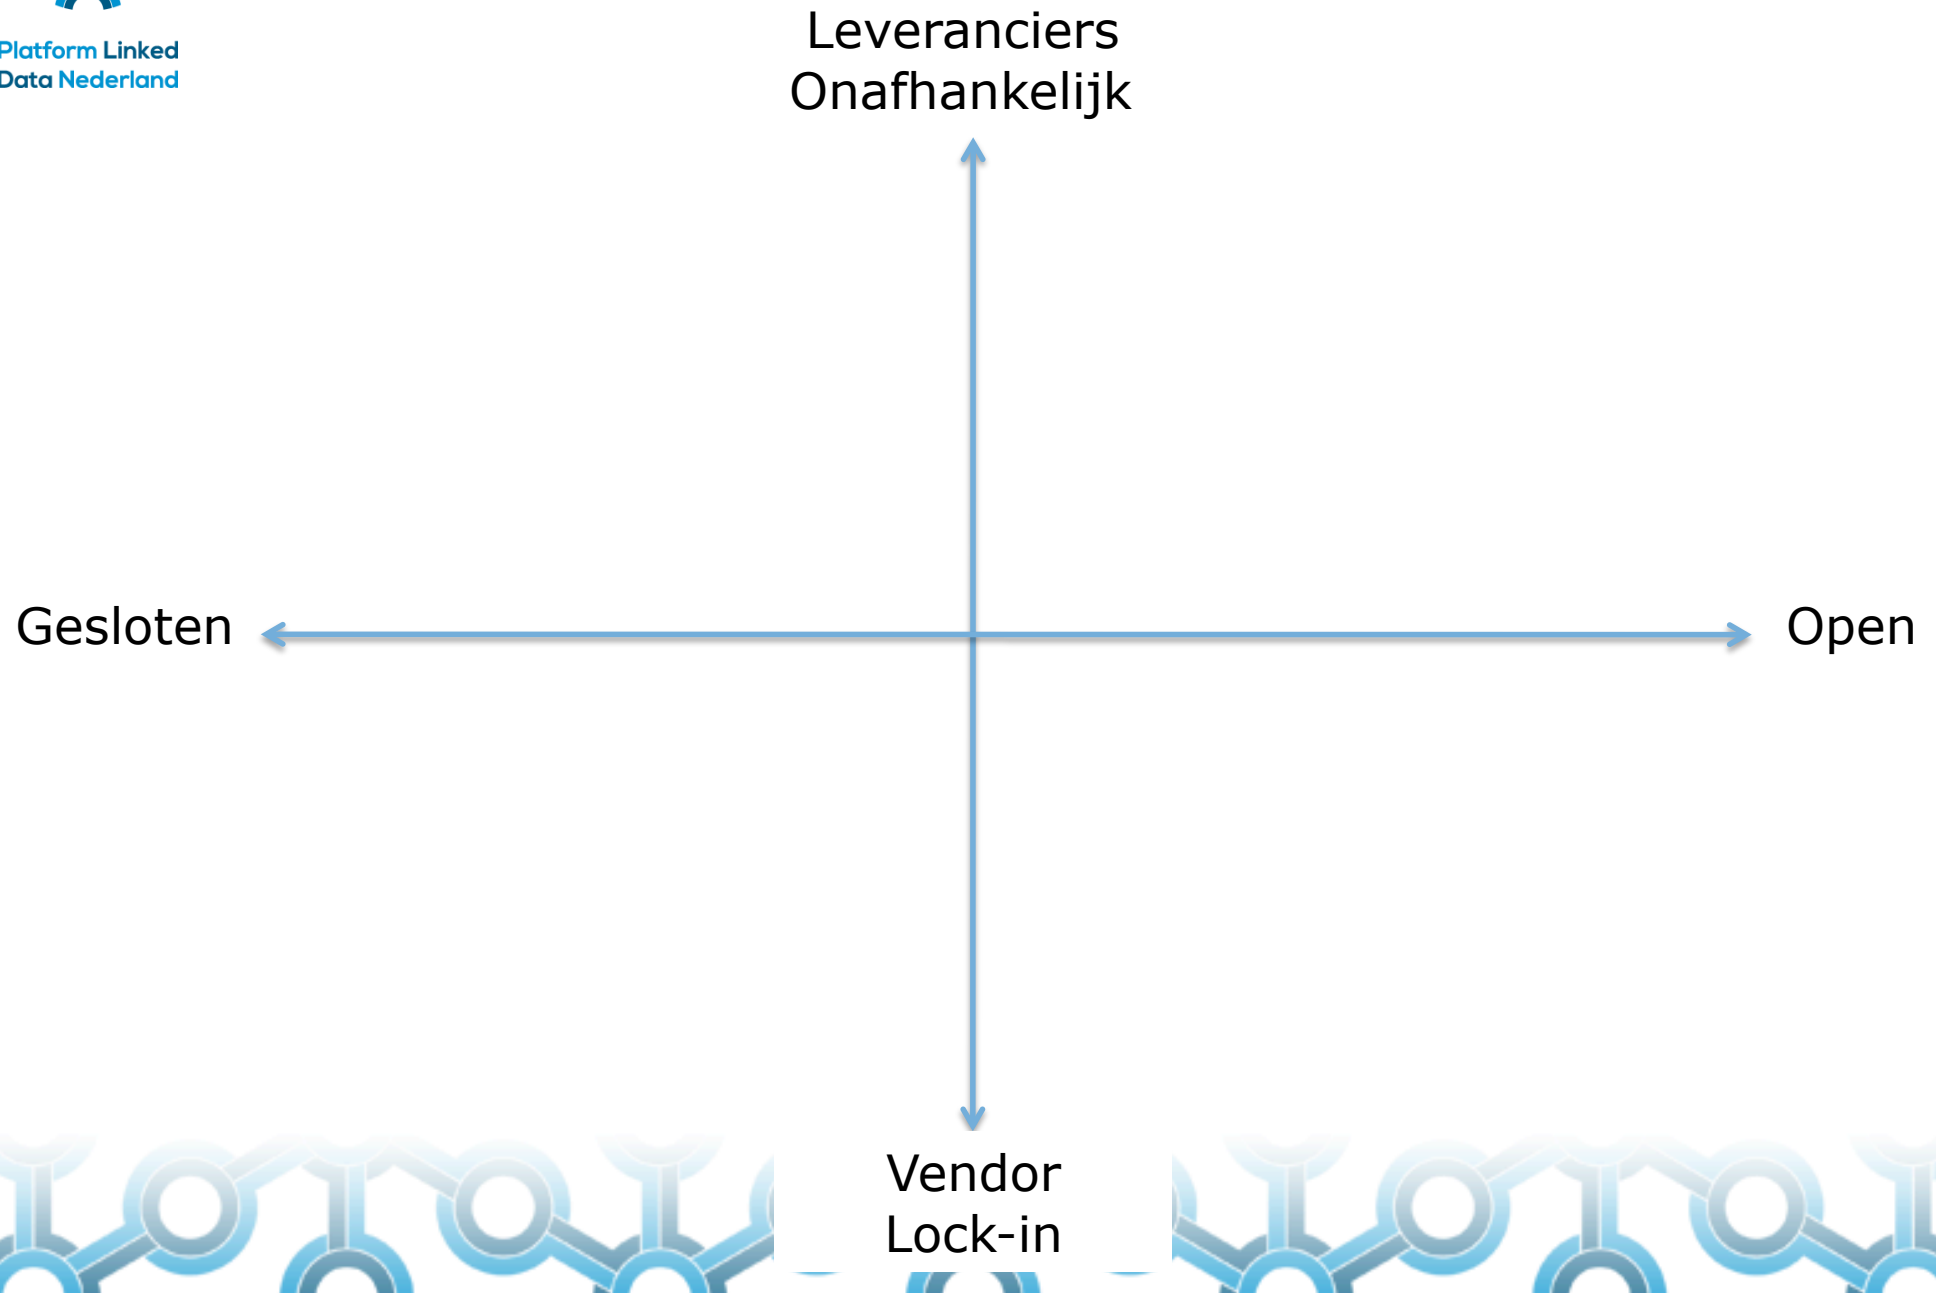 Platform Linked
Data Nederland
Leveranciers
Onafhankelijk
Gesloten
Open
Vendor
Lock-in